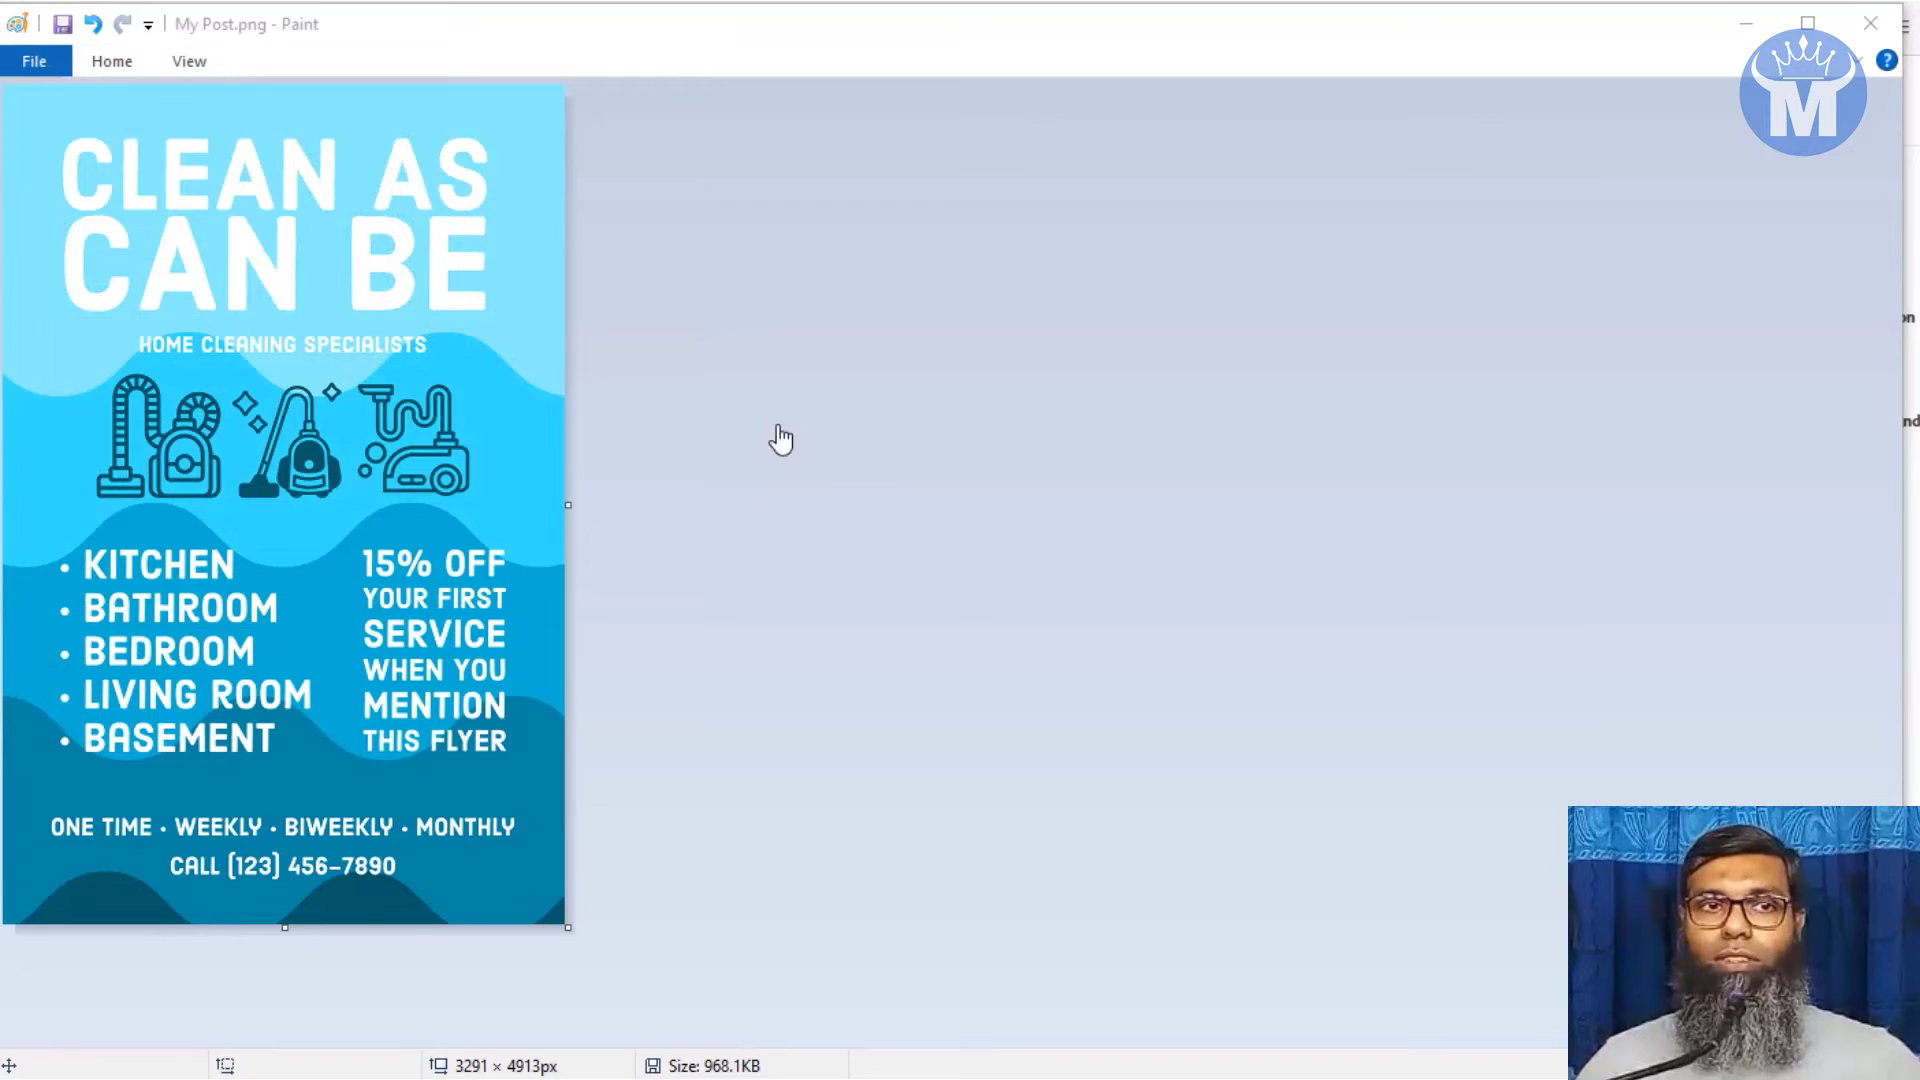 My Post.png - Paint
File Home View
M
?
CLEAN AS
CAN BE
HOME CLEANING SPECIALISTS
• KITCHEN
• BATHROOM
• BEDROOM
• LIVING ROOM
• BASEMENT
15% OFF
YOUR FIRST
SERVICE
WHEN YOU
MENTION
THIS FLYER
ONE TIME • WEEKLY • BIWEEKLY • MONTHLY
CALL (123) 456-7890
3291 × 4913px
Size: 968.1KB